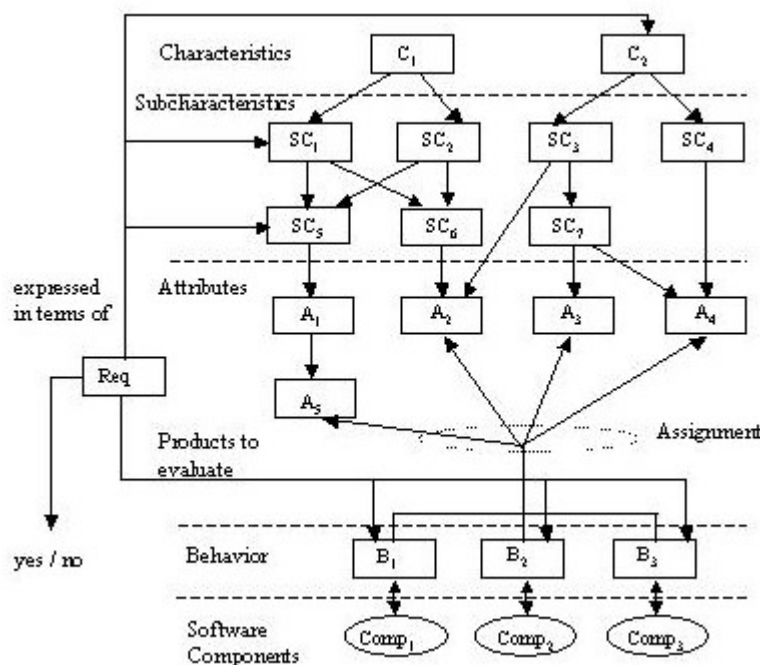 Characteristics
C₁
C₂
Subcharacteristics
SC₁
SC₂
SC₃
SC₄
SC₅
SC₆
SC₇
expressed
in terms of
Attributes
A₁
A₂
A₃
A₄
Req
A₅
Products to
evaluate
Assignment
yes / no
Behavior
B₁
B₂
B₃
Software
Components
Comp₁
Comp₂
Comp₃